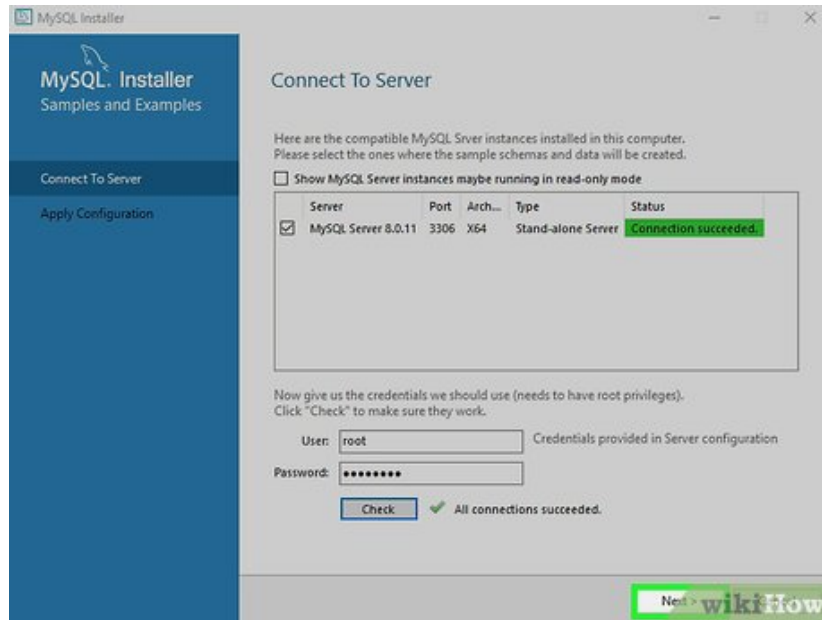 MySQL Installer
MySQL. Installer
Samples and Examples
Connect To Server
Apply Configuration
Connect To Server
Here are the compatible MySQL Srver instances installed in this computer.
Please select the ones where the sample schemas and data will be created.
Show MySQL Server instances maybe running in read-only mode
Server Port Arch... Type Status
MySQL Server 8.0.11 3306 X64 Stand-alone Server Connection succeeded.
Now give us the credentials we should use (needs to have root privileges).
Click "Check" to make sure they work.
User: root Credentials provided in Server configuration
Password: ••••••••
Check All connections succeeded.
Next >
wikiHow